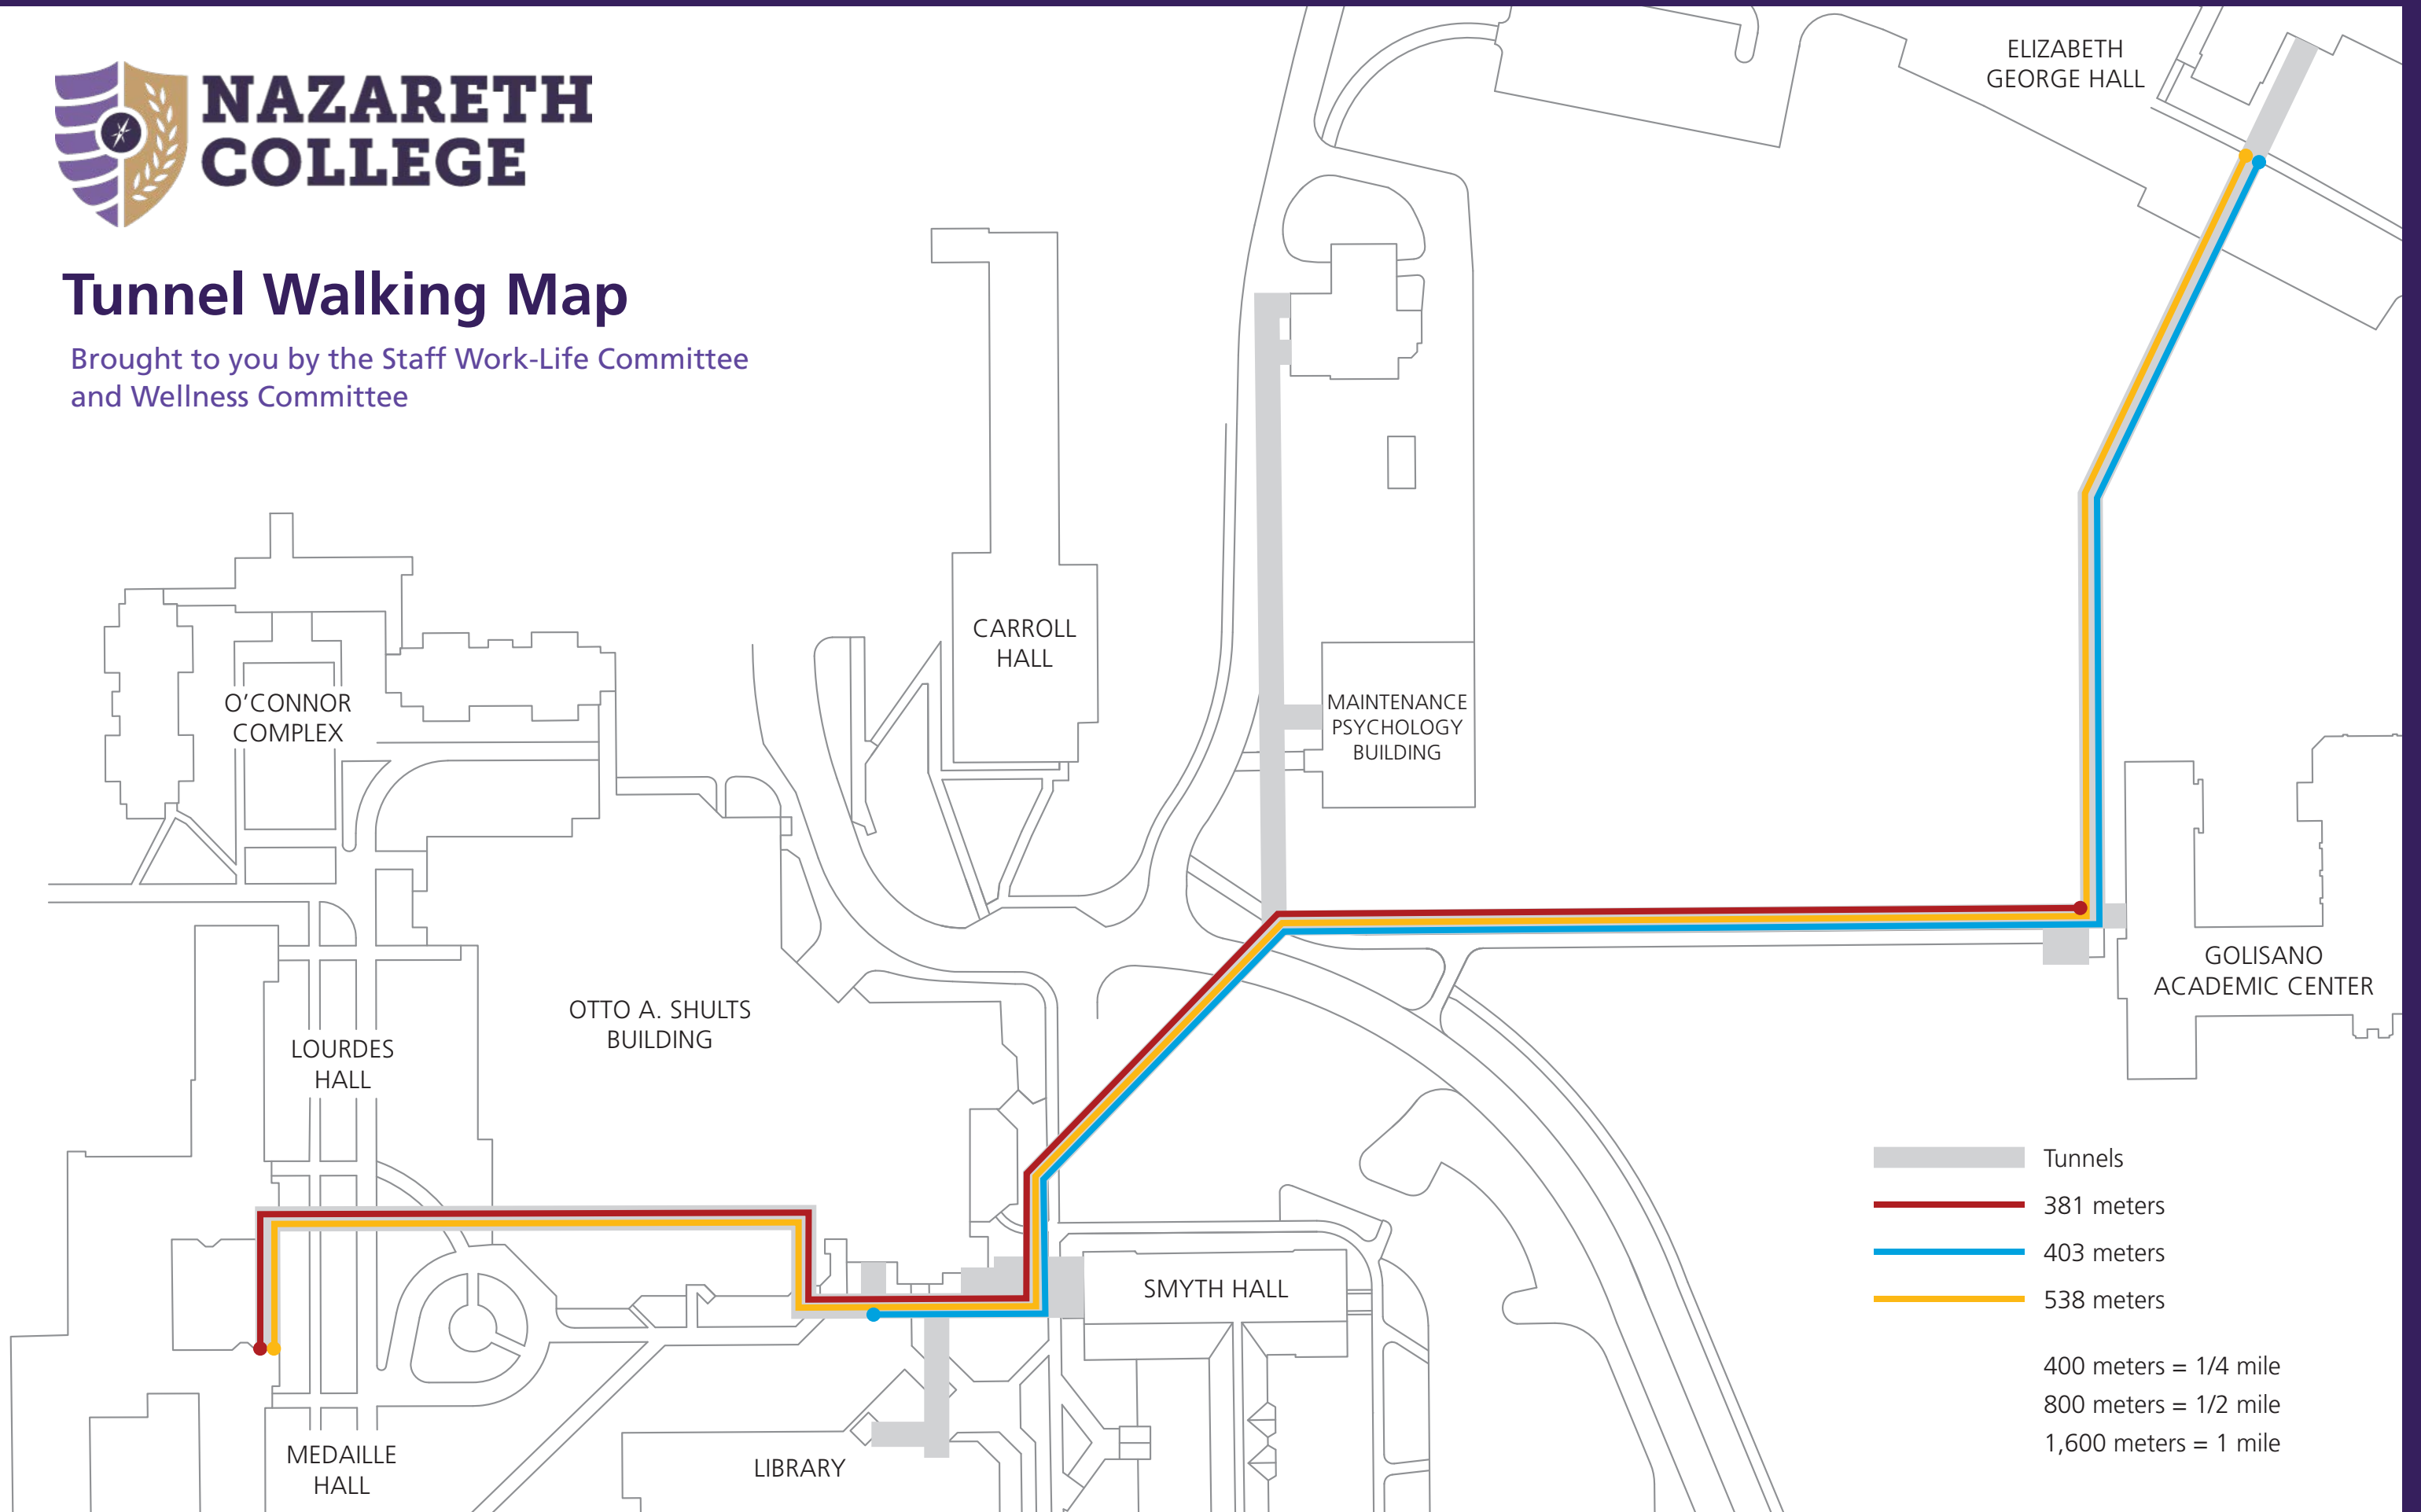 NAZARETH
COLLEGE
Tunnel Walking Map
Brought to you by the Staff Work-Life Committee
and Wellness Committee
ELIZABETH
GEORGE HALL
CARROLL
HALL
O'CONNOR
COMPLEX
MAINTENANCE
PSYCHOLOGY
BUILDING
GOLISANO
ACADEMIC CENTER
OTTO A. SHULTS
BUILDING
LOURDES
HALL
SMYTH HALL
MEDAILLE
HALL
LIBRARY
Tunnels
381 meters
403 meters
538 meters
400 meters = 1/4 mile
800 meters = 1/2 mile
1,600 meters = 1 mile